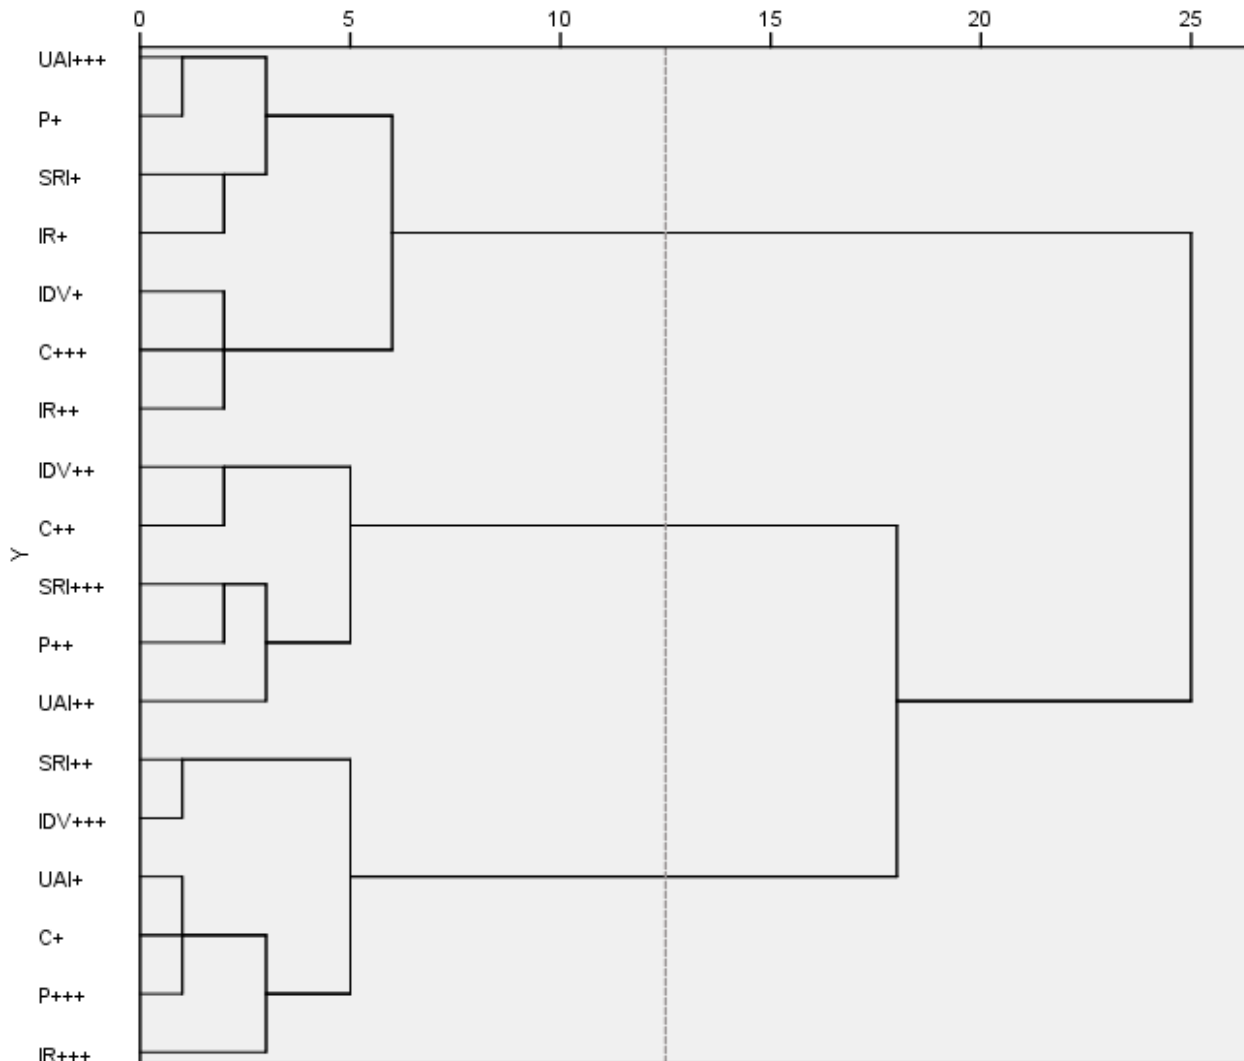 0 5 10 15 20 25
UAI+++
P+
SRI+
IR+
IDV+
C+++
IR++
IDV++
C++
Y
SRI+++
P++
UAI++
SRI++
IDV+++
UAI+
C+
P+++
IR+++